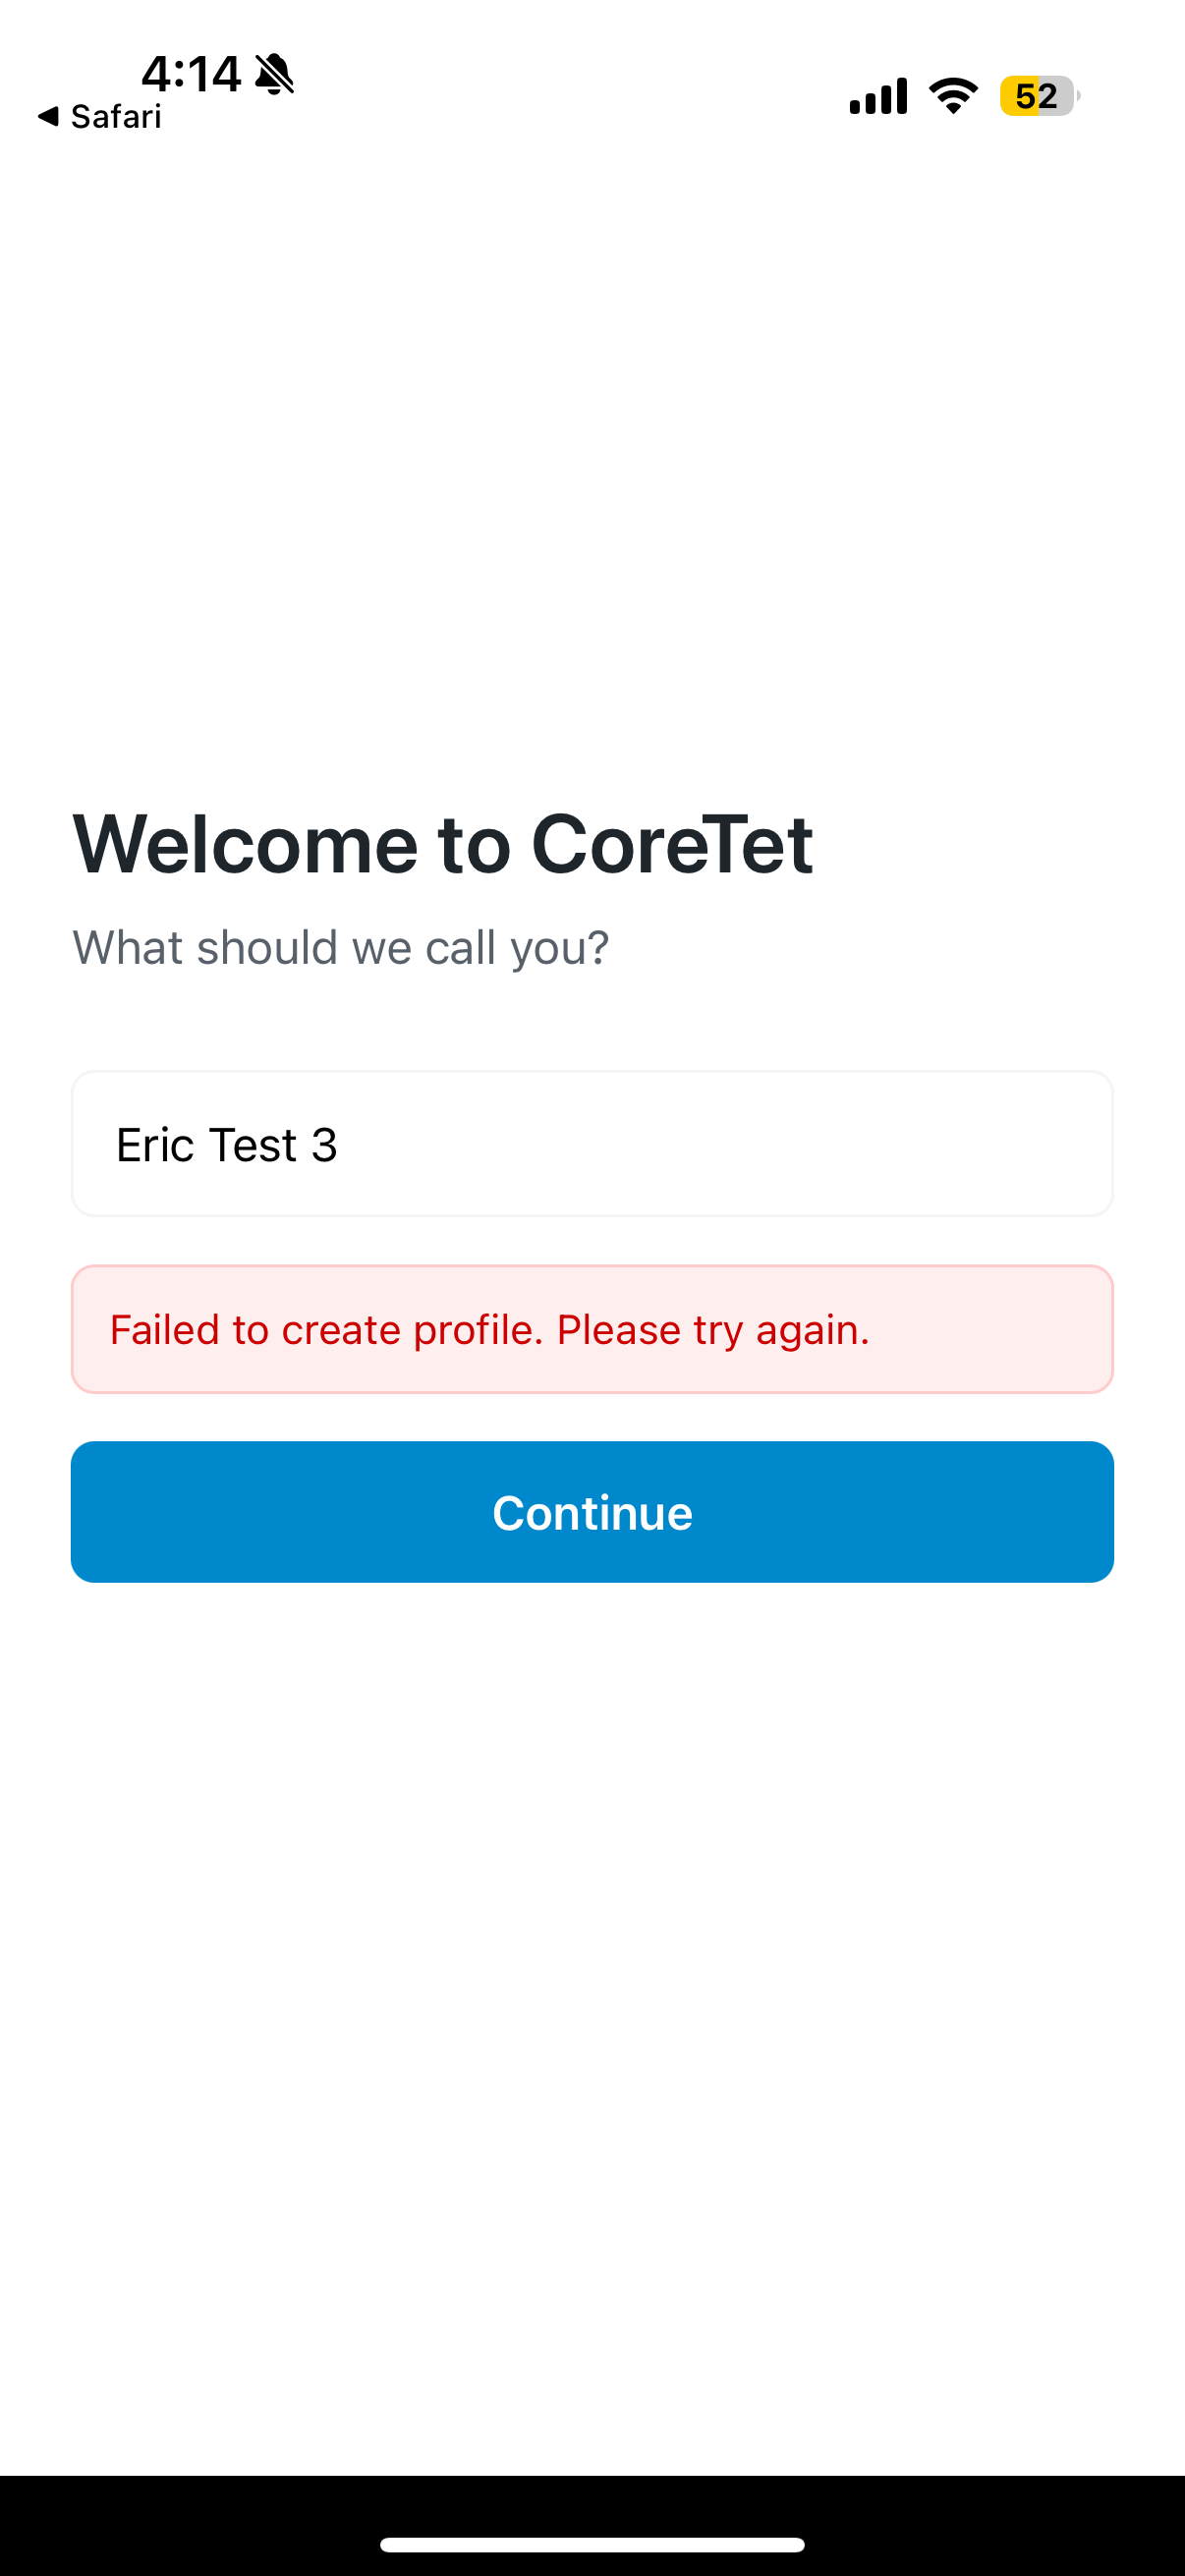 4:14
Safari
52
Welcome to CoreTet
What should we call you?
Eric Test 3
Failed to create profile. Please try again.
Continue